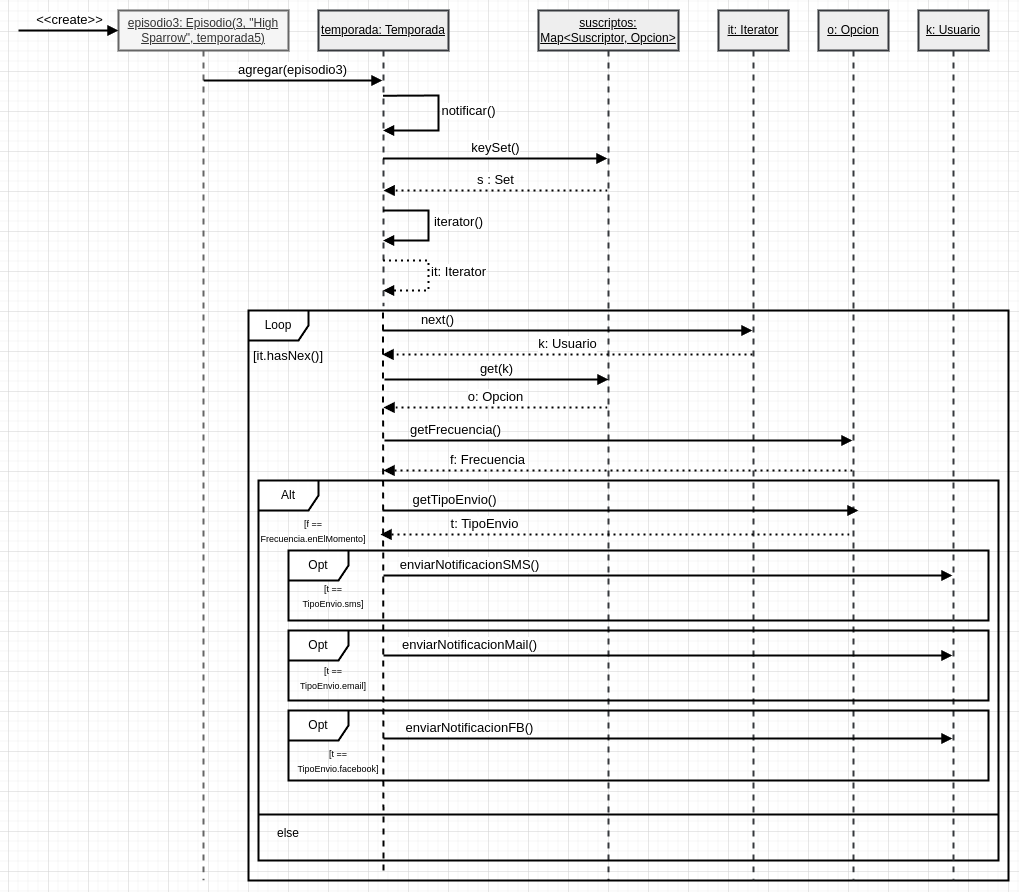 <<create>>
episodio3: Episodio(3, "High
Sparrow", temporada5)
temporada: Temporada
suscriptos:
Map<Suscriptor, Opcion>
it: Iterator
o: Opcion
k: Usuario
agregar(episodio3)
notificar()
keySet()
s : Set
iterator()
it: Iterator
Loop
next()
[it.hasNex()]
k: Usuario
get(k)
o: Opcion
getFrecuencia()
f: Frecuencia
Alt
getTipoEnvio()
[f ==
Frecuencia.enElMomento]
t: TipoEnvio
Opt
enviarNotificacionSMS()
[t ==
TipoEnvio.sms]
Opt
enviarNotificacionMail()
[t ==
TipoEnvio.email]
Opt
enviarNotificacionFB()
[t ==
TipoEnvio.facebook]
else